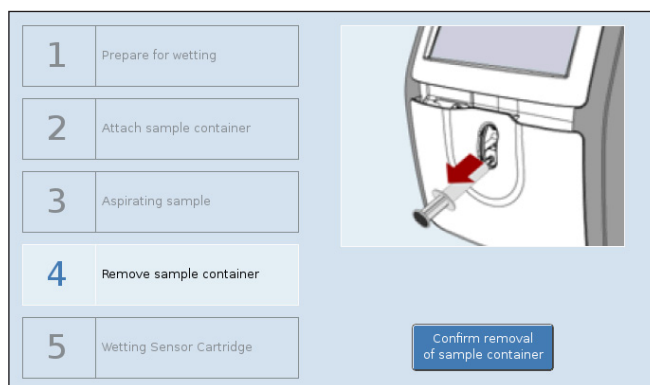 1
Prepare for wetting
2
Attach sample container
3
Aspirating sample
4
Remove sample container
5
Wetting Sensor Cartridge
Confirm removal
of sample container